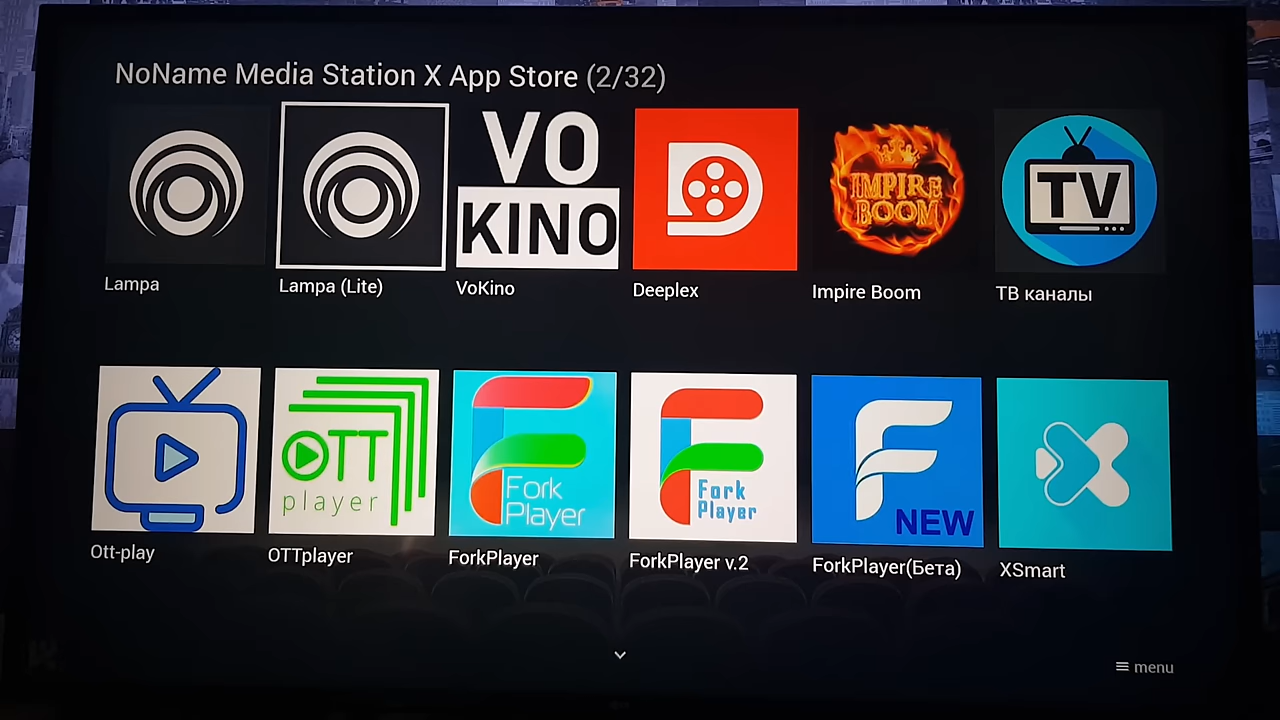 NoName Media Station X App Store (2/32)
VO
KINO
IMPIRE
BOOM
TV
Lampa
Lampa (Lite)
VoKino
Deeplex
Impire Boom
ТВ каналы
OTT
player
Fork
Player
Fork
Player
NEW
Ott-play
OTTplayer
ForkPlayer
ForkPlayer v.2
ForkPlayer(Бета)
XSmart
menu